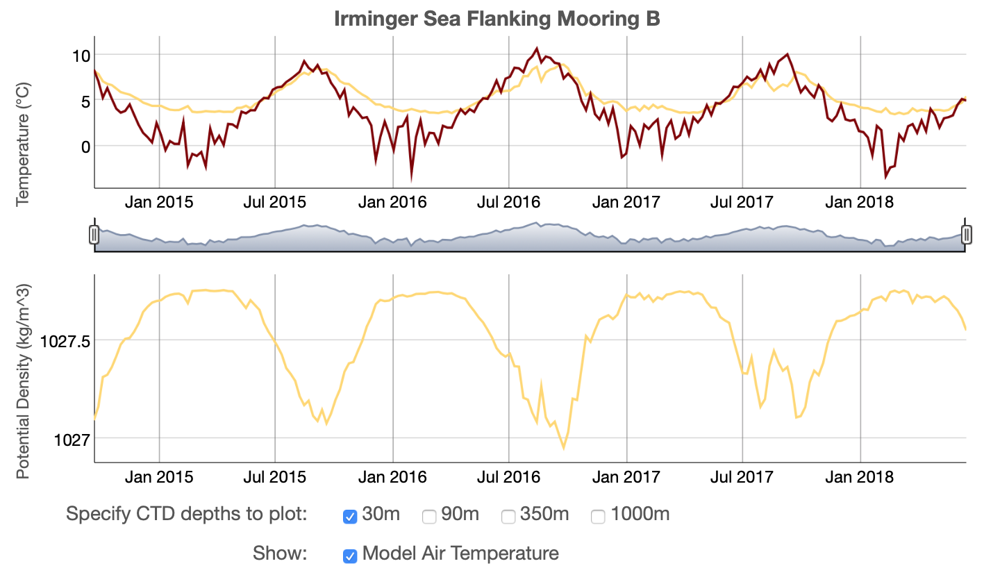 Irminger Sea Flanking Mooring B
Temperature (°C)
10
5
0
Jan 2015 Jul 2015 Jan 2016 Jul 2016 Jan 2017 Jul 2017 Jan 2018
Potential Density (kg/m^3)
1027.5
1027
Jan 2015 Jul 2015 Jan 2016 Jul 2016 Jan 2017 Jul 2017 Jan 2018
Specify CTD depths to plot: 30m 90m 350m 1000m
Show: Model Air Temperature